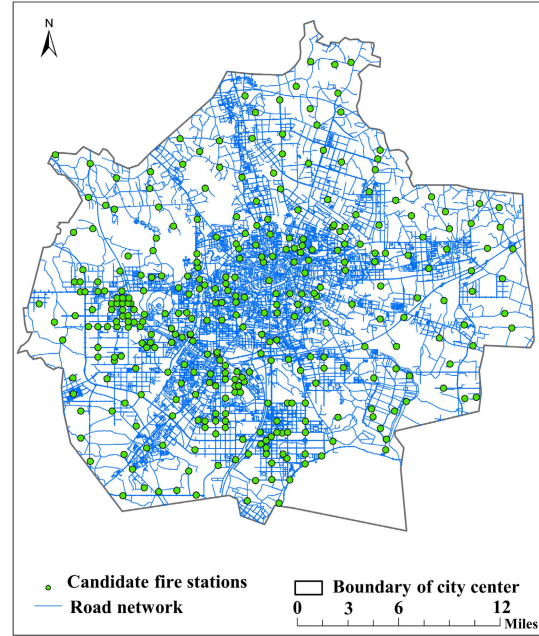 N
Candidate fire stations
Road network
Boundary of city center
0 3 6 12
Miles